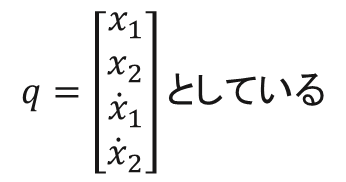 q = [x₁ x₂ ẋ₁ ẋ₂] としている